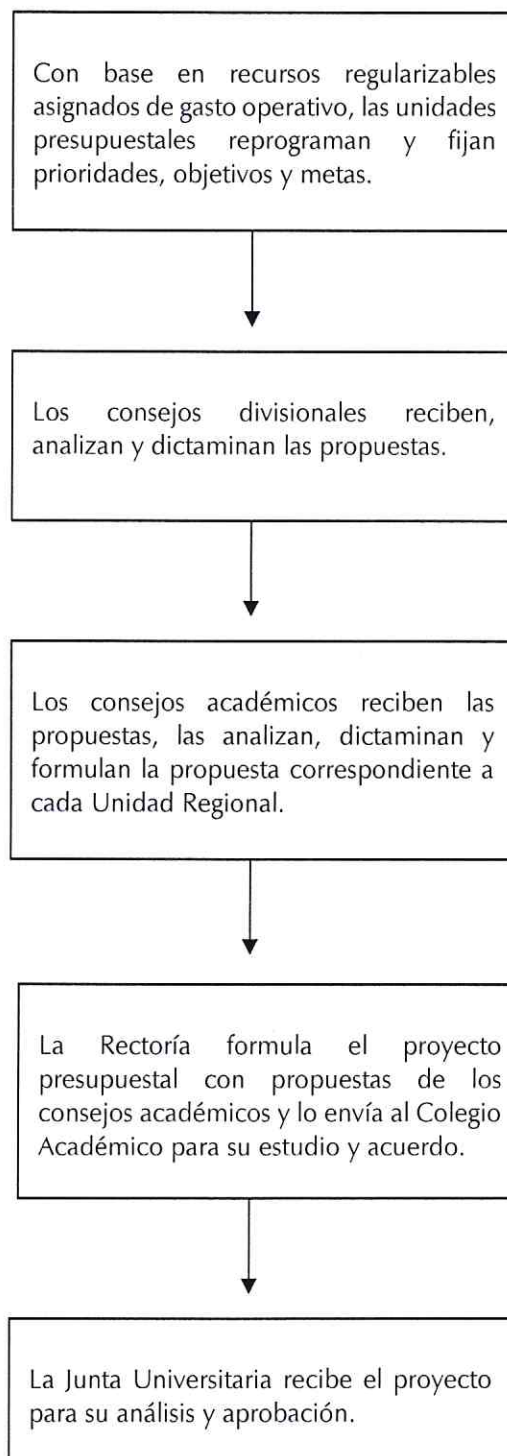 Con base en recursos regularizables
asignados de gasto operativo, las unidades
presupuestales reprograman y fijan
prioridades, objetivos y metas.
Los consejos divisionales reciben,
analizan y dictaminan las propuestas.
Los consejos académicos reciben las
propuestas, las analizan, dictaminan y
formulan la propuesta correspondiente a
cada Unidad Regional.
La Rectoría formula el proyecto
presupuestal con propuestas de los
consejos académicos y lo envía al Colegio
Académico para su estudio y acuerdo.
La Junta Universitaria recibe el proyecto
para su análisis y aprobación.